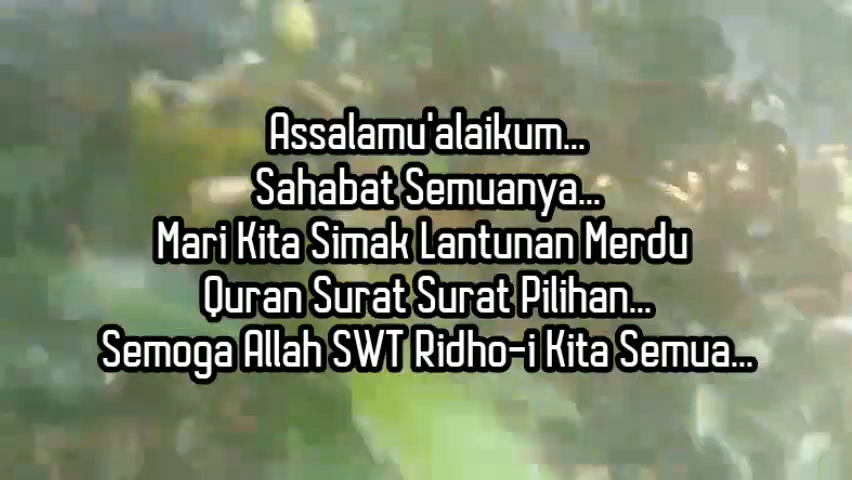 Assalamu'alaikum...
Sahabat Semuanya...
Mari Kita Simak Lantunan Merdu
Quran Surat Surat Pilihan...
Semoga Allah SWT Ridho-i Kita Semua...